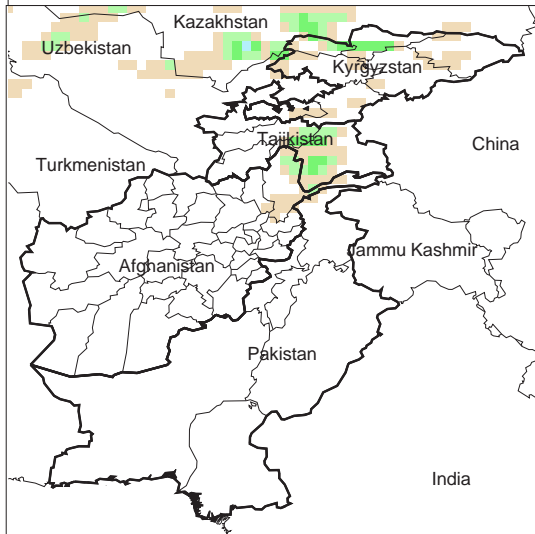 Kazakhstan
Uzbekistan
Kyrgyzstan
Tajikistan
China
Turkmenistan
Jammu Kashmir
Afghanistan
Pakistan
India